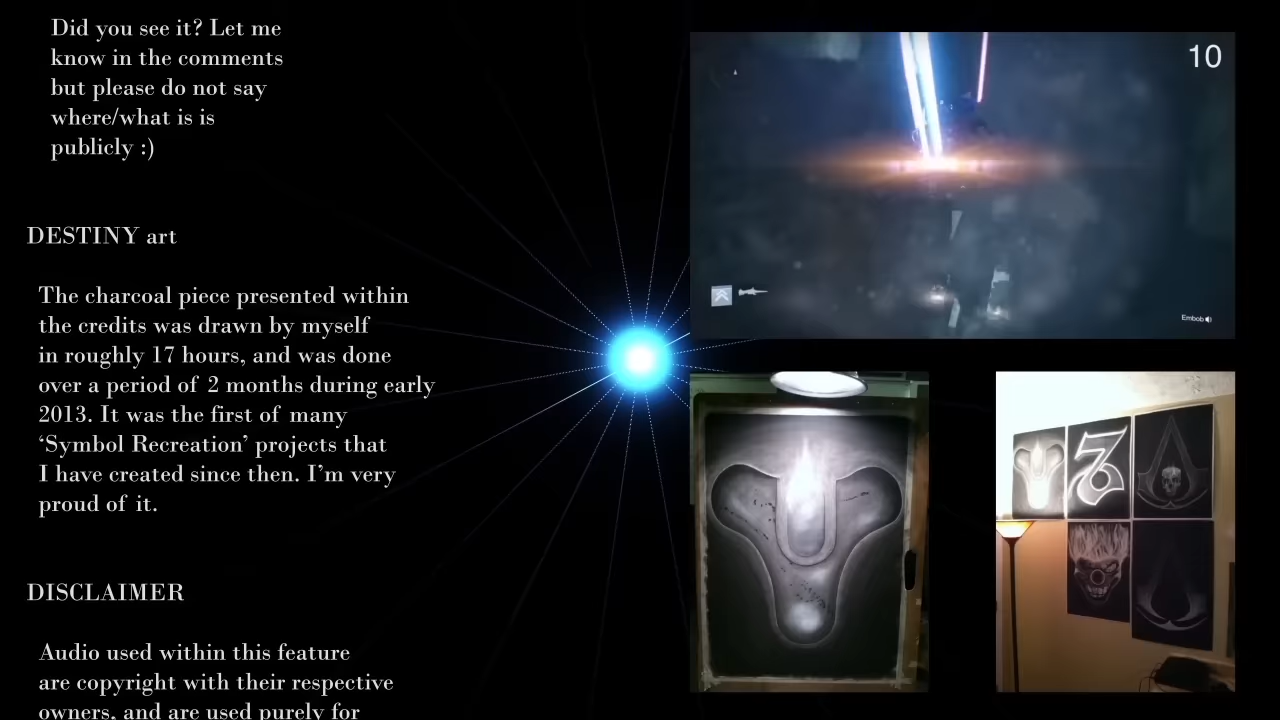 Did you see it? Let me
know in the comments
but please do not say
where/what is is
publicly :)
DESTINY art
The charcoal piece presented within
the credits was drawn by myself
in roughly 17 hours, and was done
over a period of 2 months during early
2013. It was the first of many
‘Symbol Recreation’ projects that
I have created since then. I’m very
proud of it.
DISCLAIMER
Audio used within this feature
are copyright with their respective
owners, and are used purely for
10
Embob